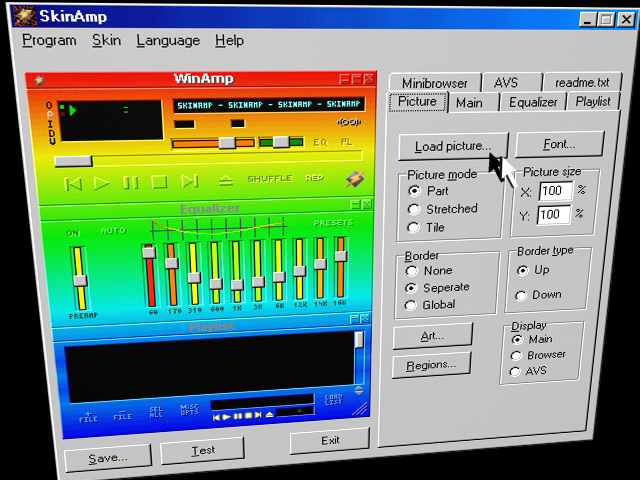 SkinAmp
Program Skin Language Help
WinAmp
O
A
I
D
V
SKINAMP - SKINAMP - SKINAMP - SKINAMP
EQ PL
SHUFFLE REP
Equalizer
ON AUTO PRESETS
PREAMP
60 170 310 600 1K 3K 6K 12K 14K 16K
Playlist
+ FILE
- FILE
SEL ALL
MISC OPTS
LOAD LIST
Save...
Test
Exit
Minibrowser AVS readme.txt
Picture Main Equalizer Playlist
Load picture...
Font...
Picture mode
Part
Stretched
Tile
Picture size
X: 100 %
Y: 100 %
Border
None
Seperate
Global
Border type
Up
Down
Art...
Regions...
Display
Main
Browser
AVS